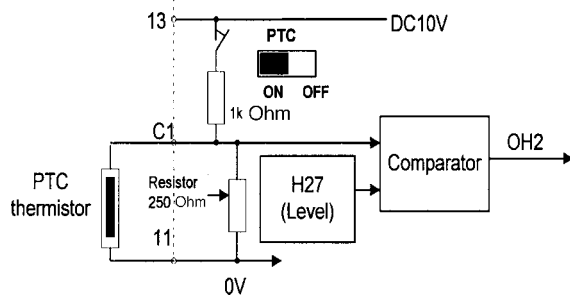 13
DC10V
PTC
ON OFF
1k Ohm
C1
PTC
thermistor
Resistor
250 Ohm
11
H27
(Level)
Comparator
OH2
0V